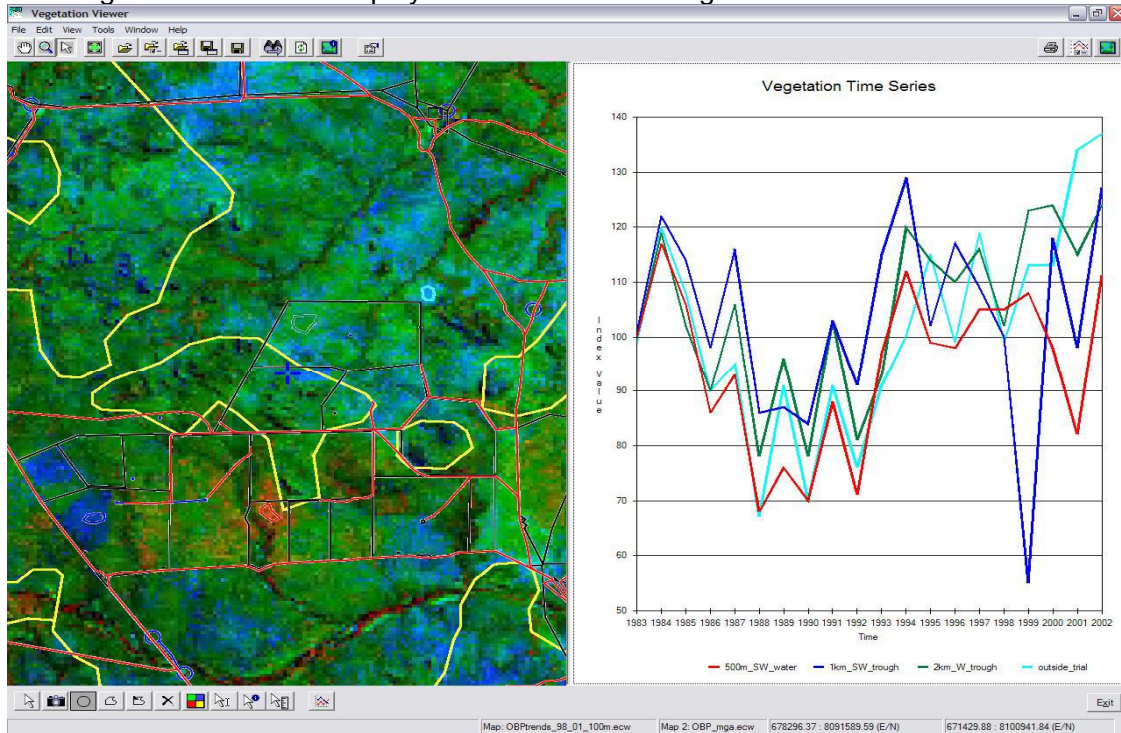 Vegetation Viewer
File Edit View Tools Window Help
Vegetation Time Series
140
130
120
110
100
90
80
70
60
50
Index Value
1983 1984 1985 1986 1987 1988 1989 1990 1991 1992 1993 1994 1995 1996 1997 1998 1999 2000 2001 2002
Time
500m_SW_water 1km_SW_trough 2km_W_trough outside_trial
Exit
Map: OBPtrends_98_01_100m.ecw Map 2: OBP_mga.ecw 678296.37 : 8091589.59 (E/N) 671429.88 : 8100941.84 (E/N)